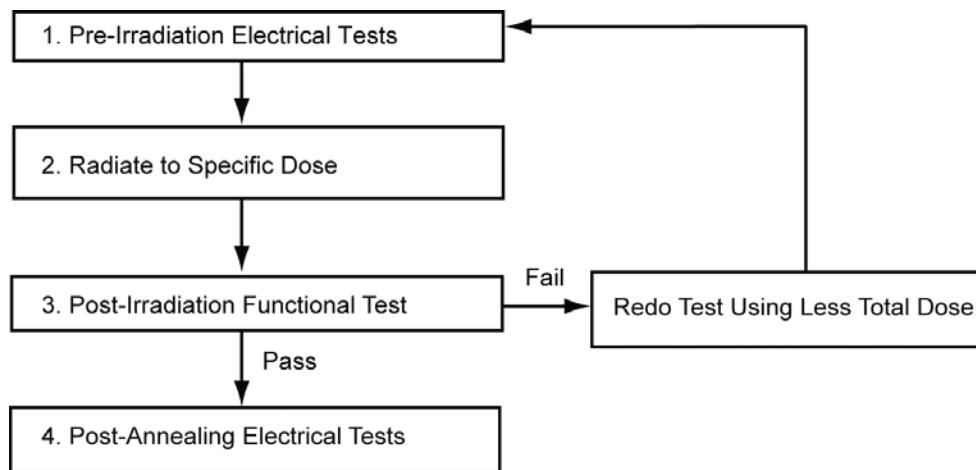 1. Pre-Irradiation Electrical Tests
2. Radiate to Specific Dose
3. Post-Irradiation Functional Test
Fail
Redo Test Using Less Total Dose
Pass
4. Post-Annealing Electrical Tests